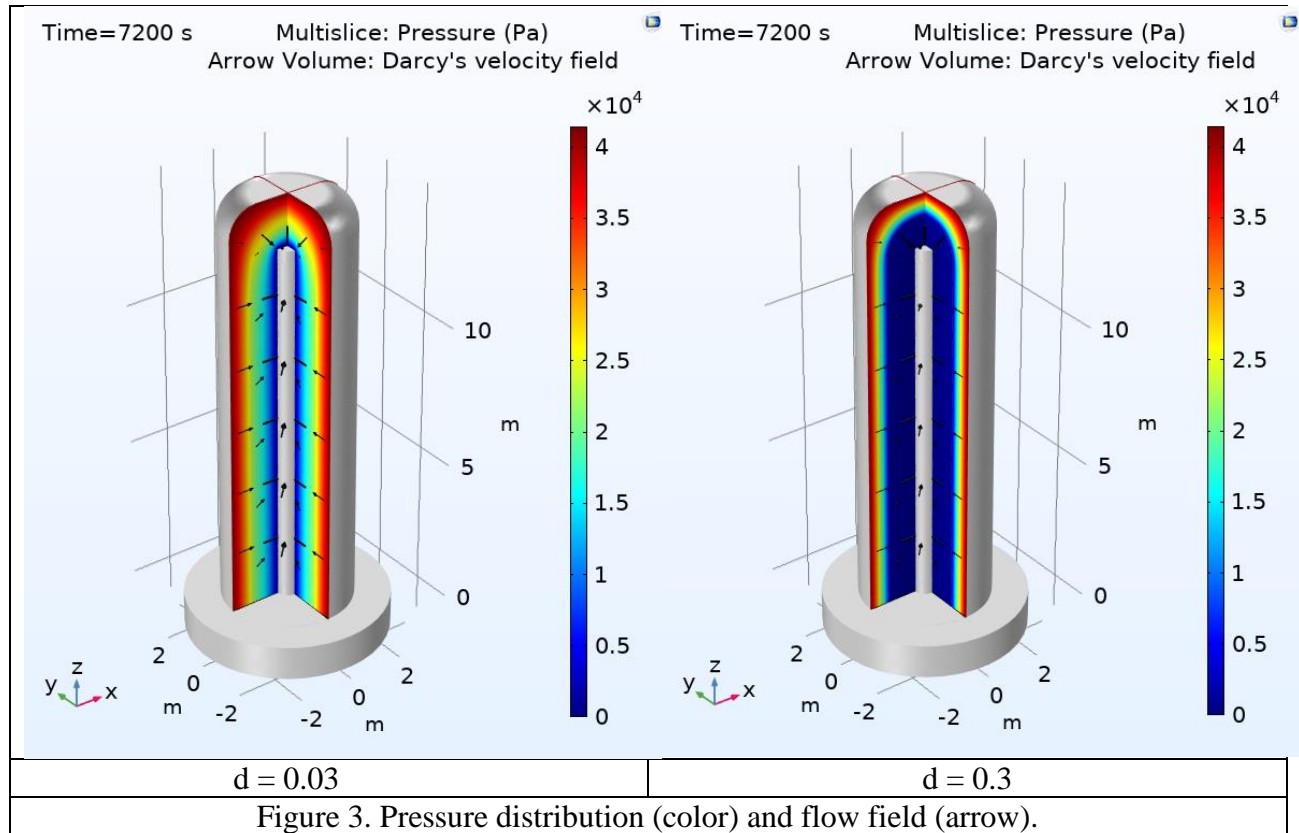 Time=7200 s Multislice: Pressure (Pa)
Arrow Volume: Darcy's velocity field
×10⁴
4
3.5
3
2.5
2
1.5
1
0.5
0
10
m
5
0
2
0
m
-2
-2
0
2
m
y z x
Time=7200 s Multislice: Pressure (Pa)
Arrow Volume: Darcy's velocity field
×10⁴
4
3.5
3
2.5
2
1.5
1
0.5
0
10
m
5
0
2
0
m
-2
-2
0
2
m
y z x
d = 0.03
d = 0.3
Figure 3. Pressure distribution (color) and flow field (arrow).